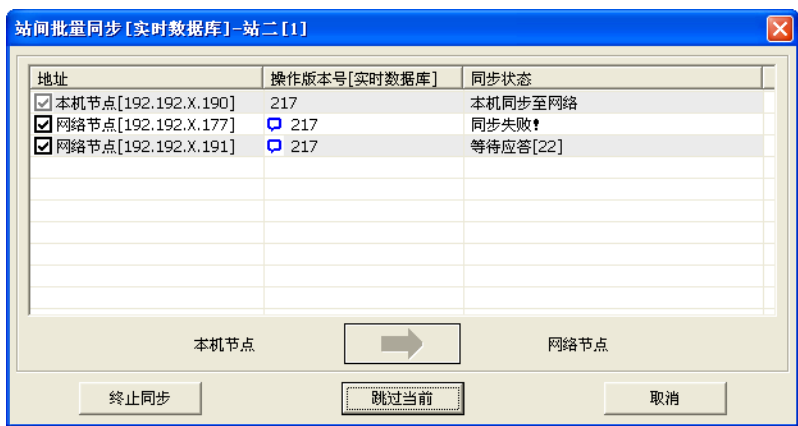 站间批量同步[实时数据库]-站二[1]
地址 操作版本号[实时数据库] 同步状态
本机节点[192.192.X.190] 217 本机同步至网络
网络节点[192.192.X.177] 217 同步失败!
网络节点[192.192.X.191] 217 等待应答[22]
本机节点 网络节点
终止同步 跳过当前 取消